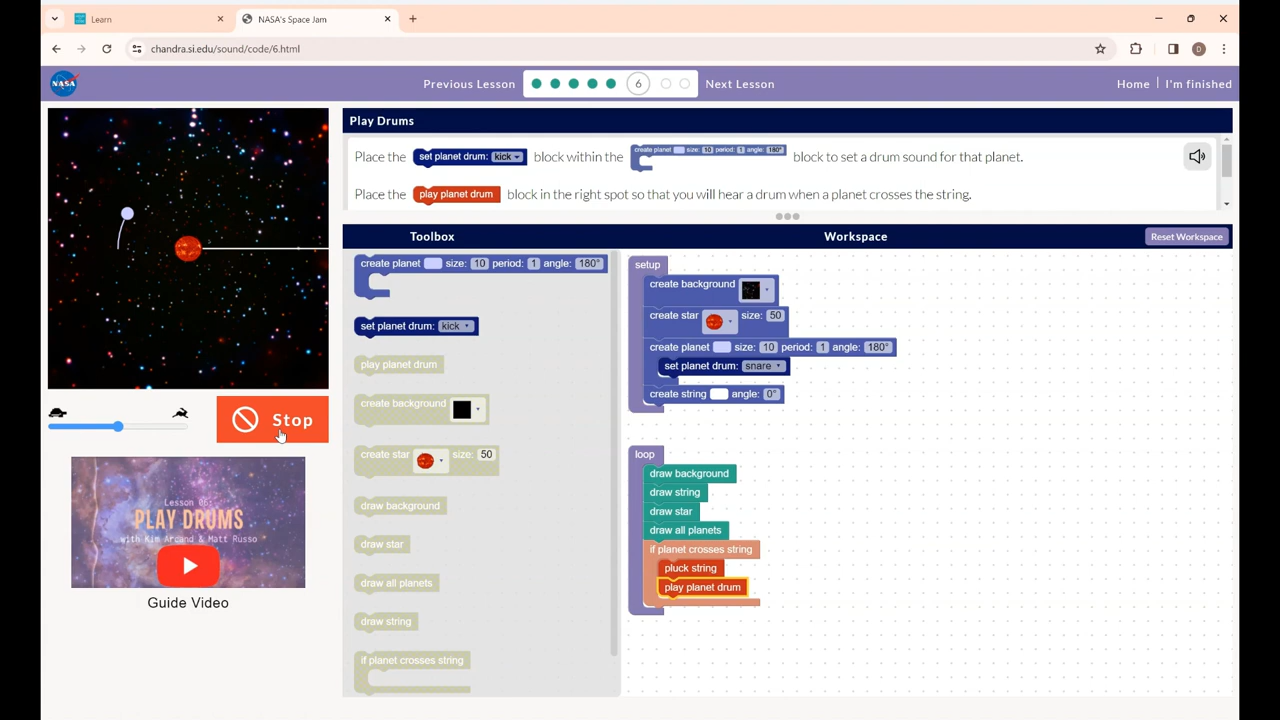 Learn
NASA's Space Jam
chandra.si.edu/sound/code/6.html
D
NASA
Previous Lesson
6
Next Lesson
Home
I'm finished
Play Drums
Place the set planet drum: kick block within the create planet size: 10 period: 1 angle: 180° block to set a drum sound for that planet.
Place the play planet drum block in the right spot so that you will hear a drum when a planet crosses the string.
Toolbox
Workspace
Reset Workspace
create planet size: 10 period: 1 angle: 180°
set planet drum: kick
play planet drum
create background
create star size: 50
draw background
draw star
draw all planets
draw string
if planet crosses string
setup
create background
create star size: 50
create planet size: 10 period: 1 angle: 180°
set planet drum: snare
create string angle: 0°
loop
draw background
draw string
draw star
draw all planets
if planet crosses string
pluck string
play planet drum
Stop
Lesson 06:
PLAY DRUMS
with Kim Arcand & Matt Russo
Guide Video